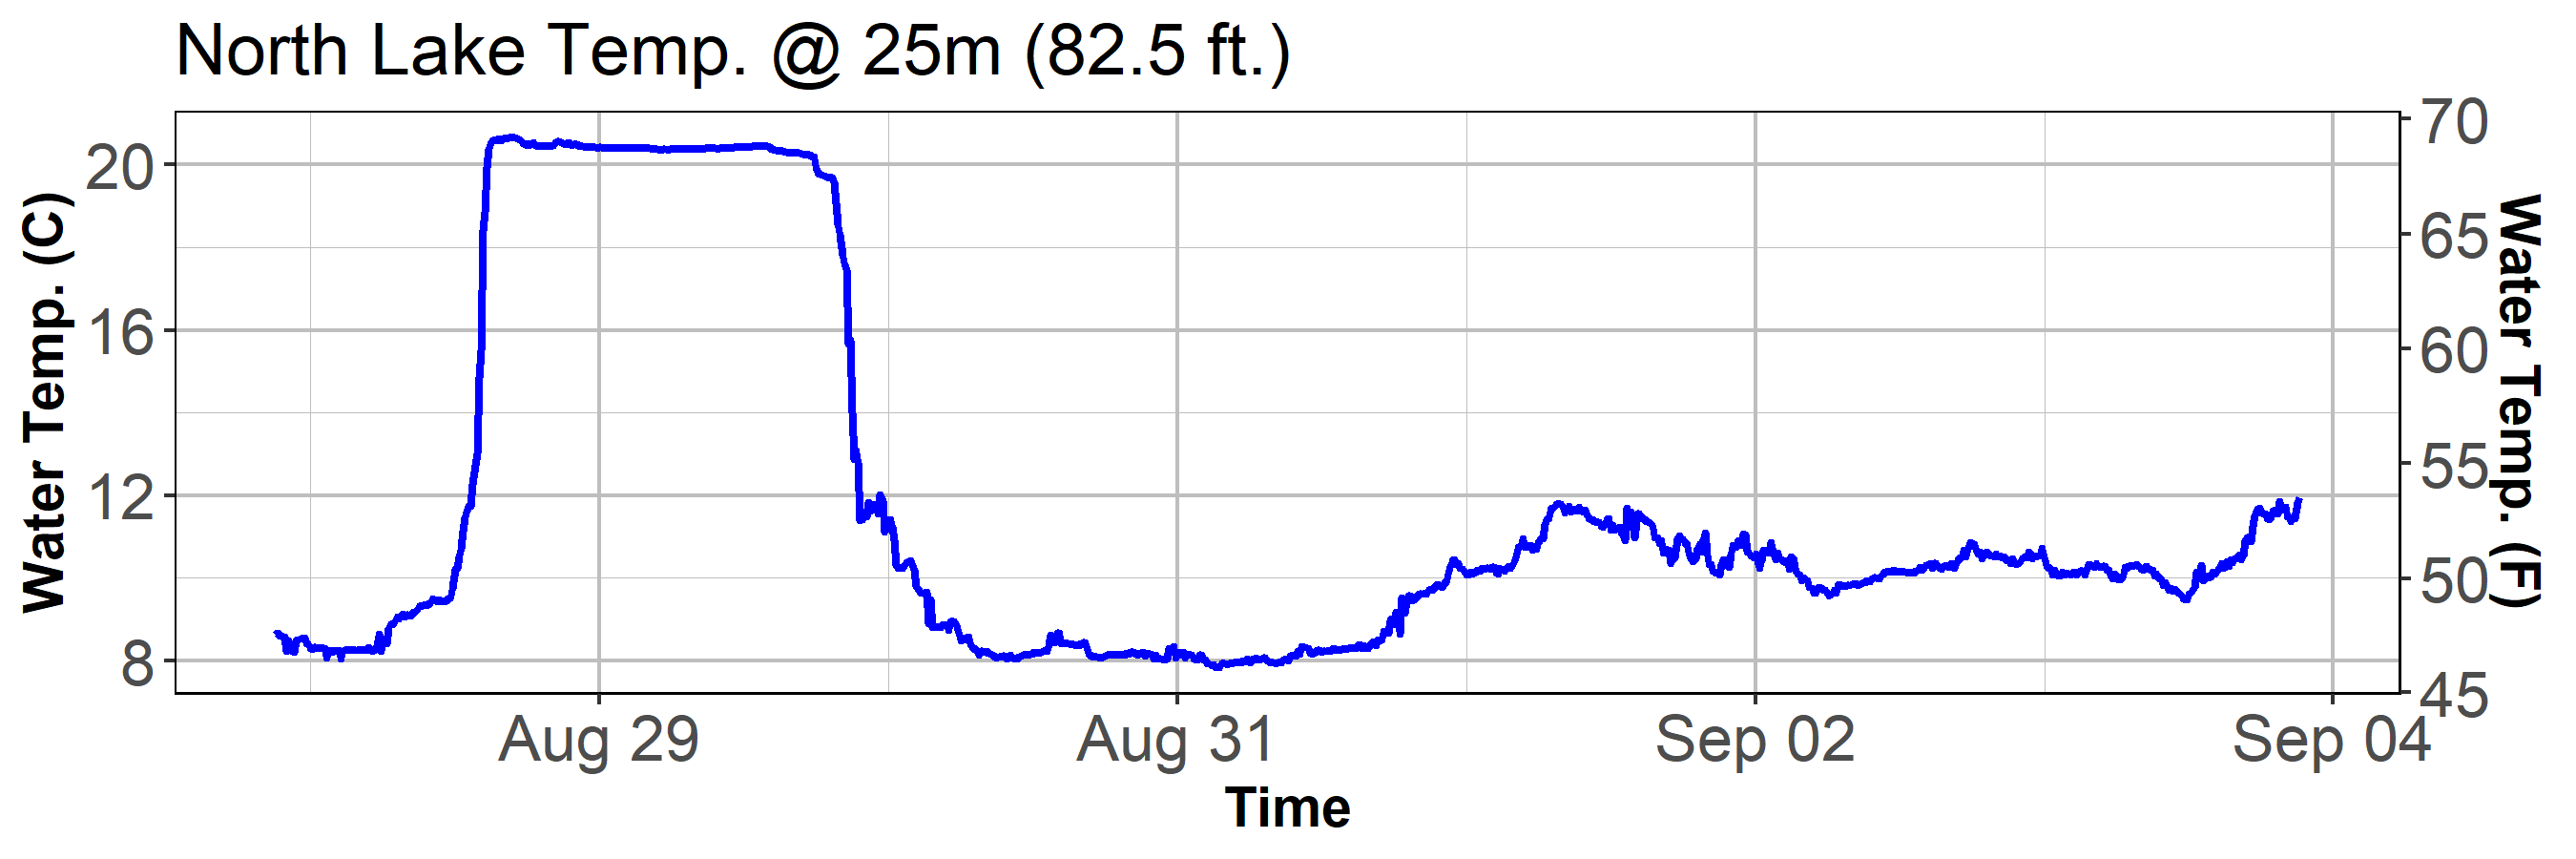 North Lake Temp. @ 25m (82.5 ft.)
Water Temp. (C)
20
16
12
8
70
65
60
55
50
45
Water Temp. (F)
Aug 29
Aug 31
Sep 02
Sep 04
Time